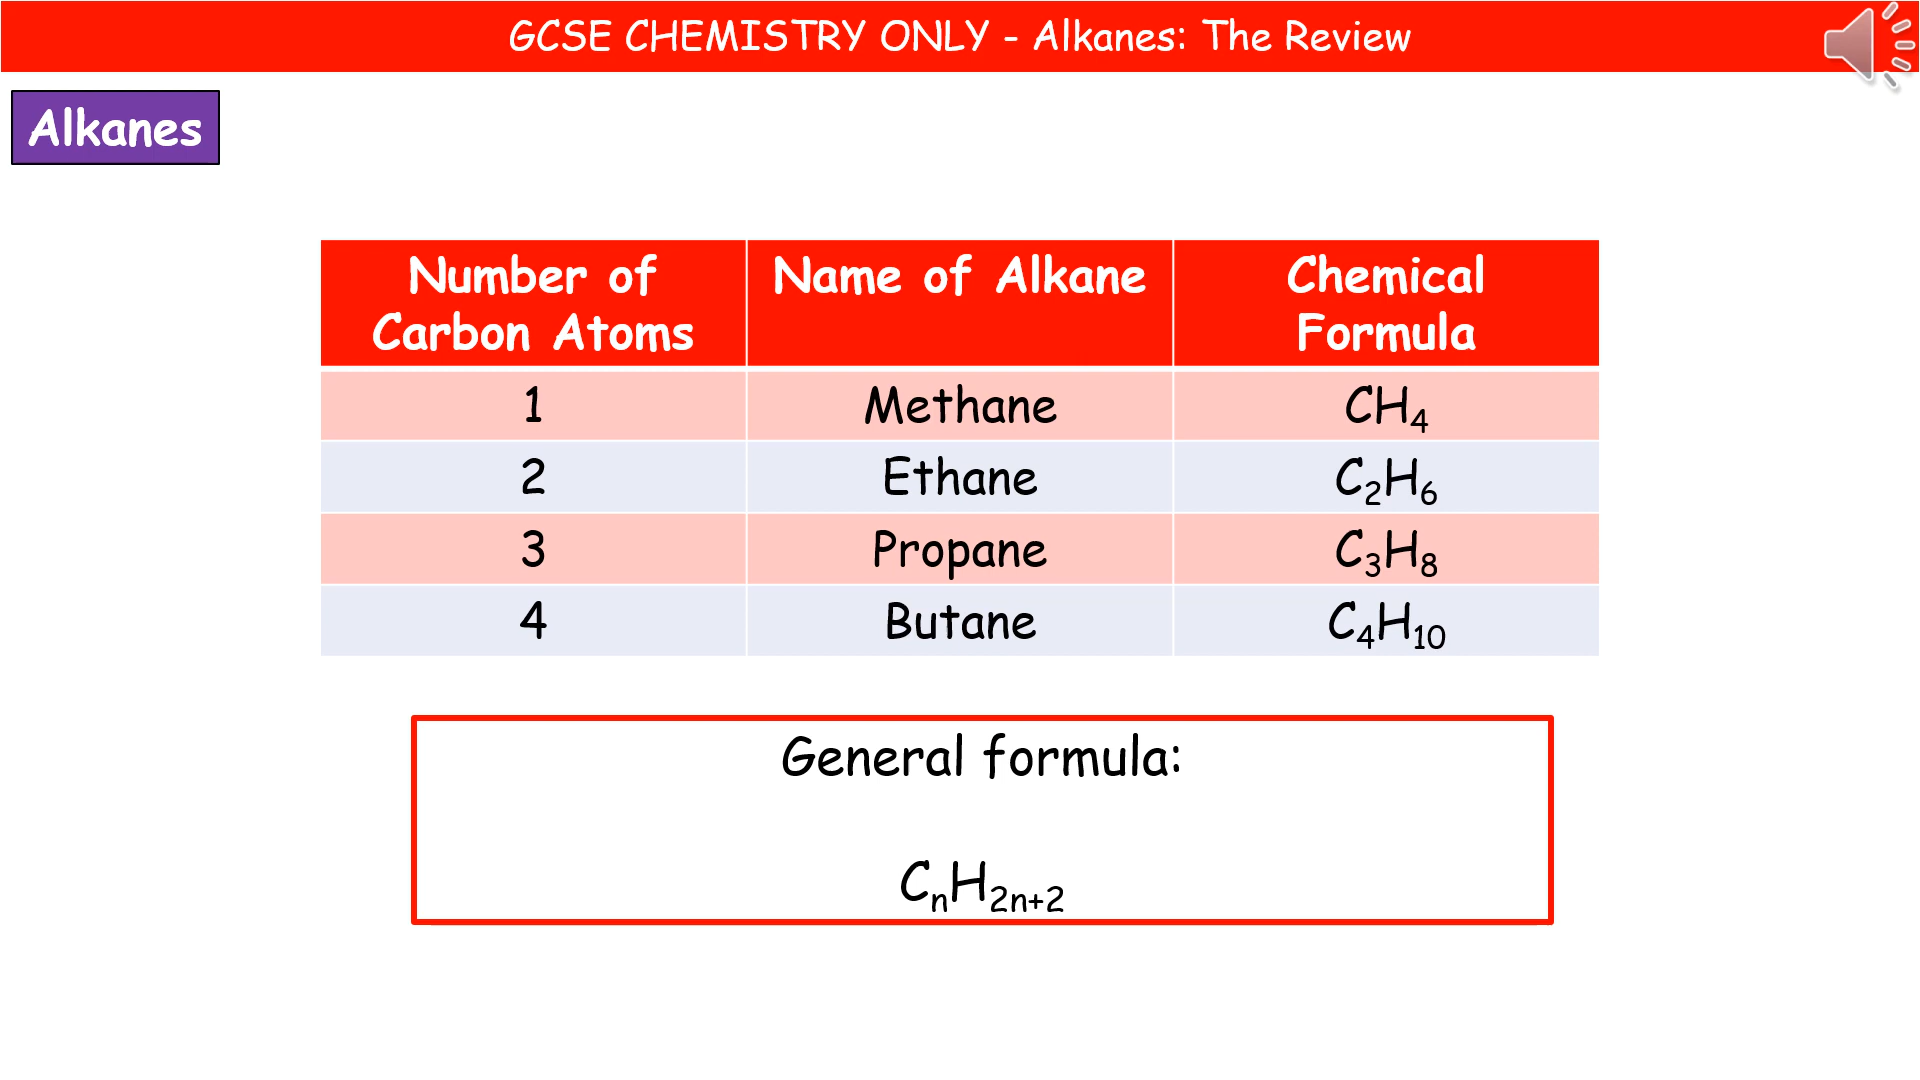 GCSE CHEMISTRY ONLY - Alkanes: The Review
Alkanes
Number of Carbon Atoms
Name of Alkane
Chemical Formula
1
Methane
CH₄
2
Ethane
C₂H₆
3
Propane
C₃H₈
4
Butane
C₄H₁₀
General formula:
CₙH₂ₙ₊₂